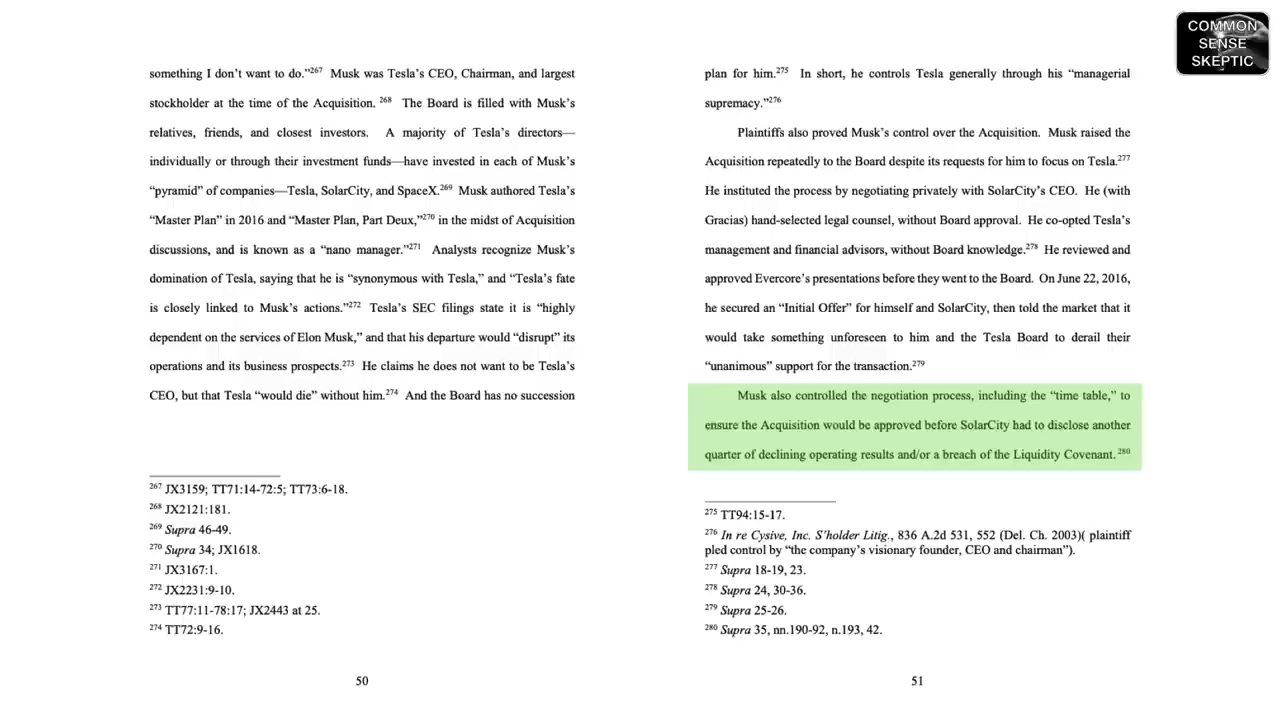 COMMON
SENSE
SKEPTIC
something I don’t want to do.”267 Musk was Tesla’s CEO, Chairman, and largest
stockholder at the time of the Acquisition. 268 The Board is filled with Musk’s
relatives, friends, and closest investors. A majority of Tesla’s directors—
individually or through their investment funds—have invested in each of Musk’s
“pyramid” of companies—Tesla, SolarCity, and SpaceX.269 Musk authored Tesla’s
“Master Plan” in 2016 and “Master Plan, Part Deux,”270 in the midst of Acquisition
discussions, and is known as a “nano manager.”271 Analysts recognize Musk’s
domination of Tesla, saying that he is “synonymous with Tesla,” and “Tesla’s fate
is closely linked to Musk’s actions.”272 Tesla’s SEC filings state it is “highly
dependent on the services of Elon Musk,” and that his departure would “disrupt” its
operations and its business prospects.273 He claims he does not want to be Tesla’s
CEO, but that Tesla “would die” without him.274 And the Board has no succession
267 JX3159; TT71:14-72:5; TT73:6-18.
268 JX2121:181.
269 Supra 46-49.
270 Supra 34; JX1618.
271 JX3167:1.
272 JX2231:9-10.
273 TT77:11-78:17; JX2443 at 25.
274 TT72:9-16.
50
plan for him.275 In short, he controls Tesla generally through his “managerial
supremacy.”276
Plaintiffs also proved Musk’s control over the Acquisition. Musk raised the
Acquisition repeatedly to the Board despite its requests for him to focus on Tesla.277
He instituted the process by negotiating privately with SolarCity’s CEO. He (with
Gracias) hand-selected legal counsel, without Board approval. He co-opted Tesla’s
management and financial advisors, without Board knowledge.278 He reviewed and
approved Evercore’s presentations before they went to the Board. On June 22, 2016,
he secured an “Initial Offer” for himself and SolarCity, then told the market that it
would take something unforeseen to him and the Tesla Board to derail their
“unanimous” support for the transaction.279
Musk also controlled the negotiation process, including the “time table,” to
ensure the Acquisition would be approved before SolarCity had to disclose another
quarter of declining operating results and/or a breach of the Liquidity Covenant.280
275 TT94:15-17.
276 In re Cysive, Inc. S’holder Litig., 836 A.2d 531, 552 (Del. Ch. 2003)( plaintiff
pled control by “the company’s visionary founder, CEO and chairman”).
277 Supra 18-19, 23.
278 Supra 24, 30-36.
279 Supra 25-26.
280 Supra 35, nn.190-92, n.193, 42.
51